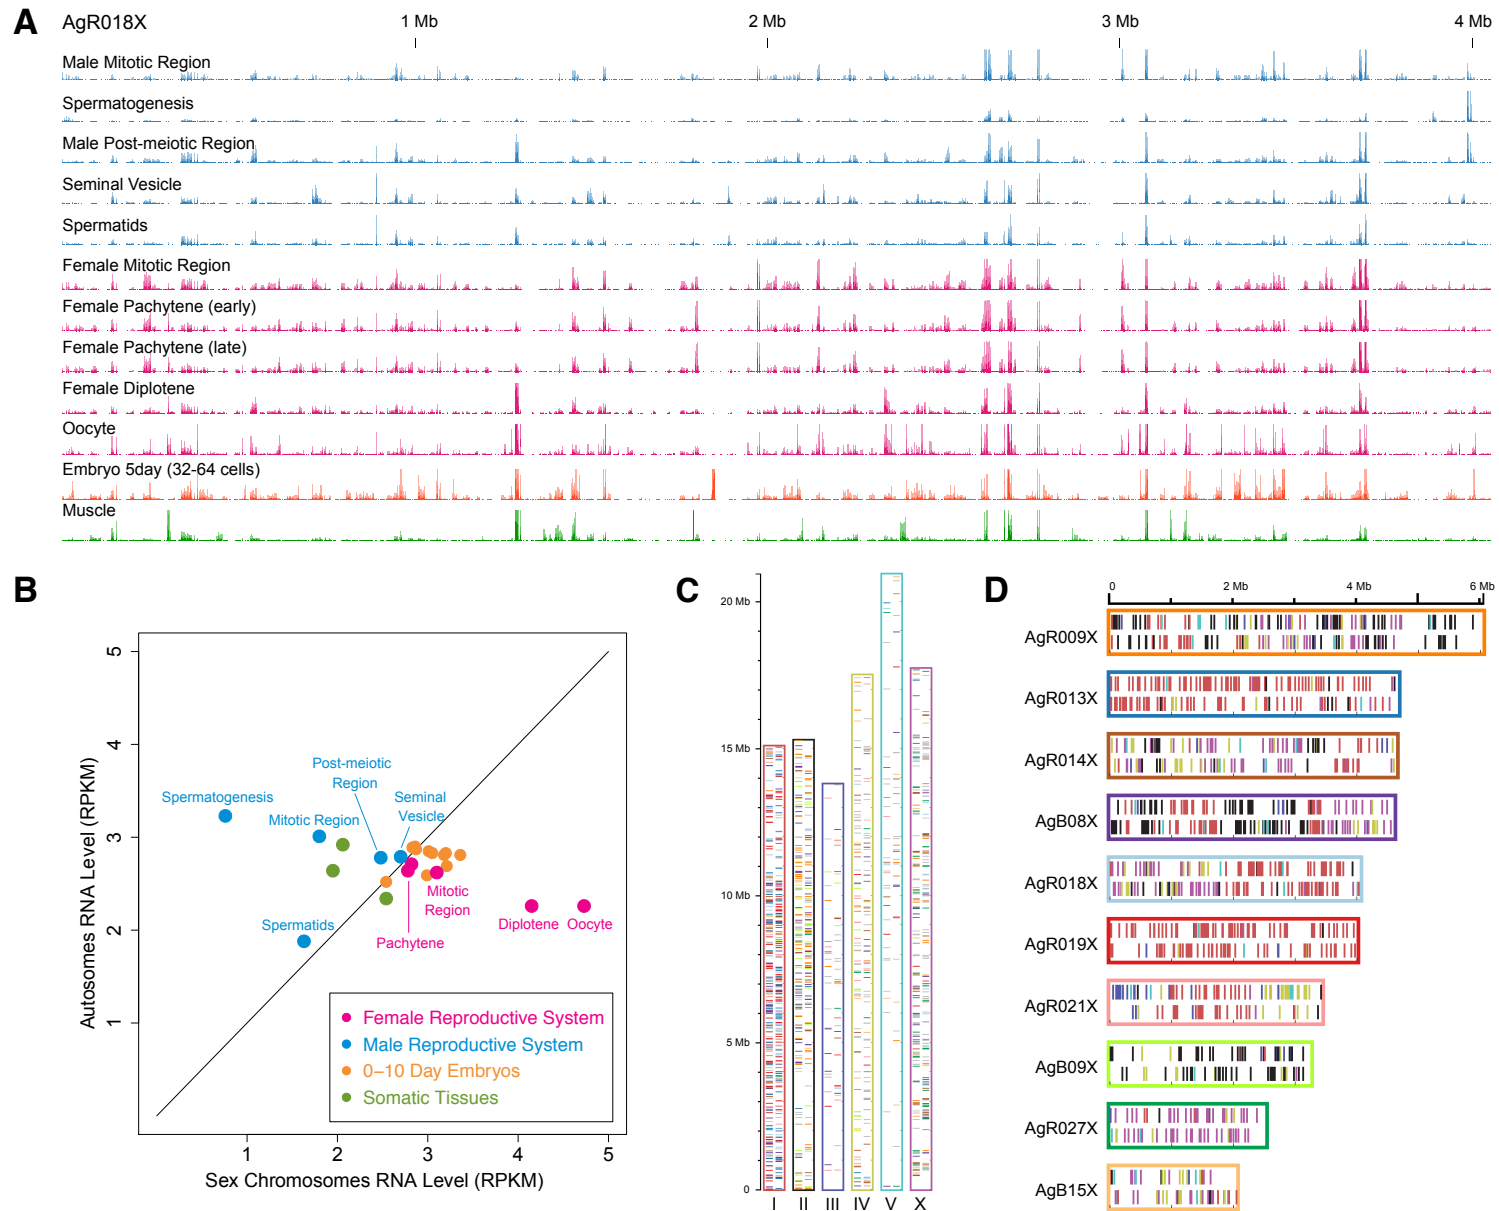 A
AgR018X
1 Mb
2 Mb
3 Mb
4 Mb
Male Mitotic Region
Spermatogenesis
Male Post-meiotic Region
Seminal Vesicle
Spermatids
Female Mitotic Region
Female Pachytene (early)
Female Pachytene (late)
Female Diplotene
Oocyte
Embryo 5day (32-64 cells)
Muscle
B
Autosomes RNA Level (RPKM)
5
4
3
2
1
Post-meiotic
Region
Spermatogenesis
Seminal
Vesicle
Mitotic Region
Mitotic
Region
Spermatids
Diplotene
Oocyte
Pachytene
Female Reproductive System
Male Reproductive System
0–10 Day Embryos
Somatic Tissues
1
2
3
4
5
Sex Chromosomes RNA Level (RPKM)
C
20 Mb
15 Mb
10 Mb
5 Mb
0
I
II
III
IV
V
X
D
0
2 Mb
4 Mb
6 Mb
AgR009X
AgR013X
AgR014X
AgB08X
AgR018X
AgR019X
AgR021X
AgB09X
AgR027X
AgB15X